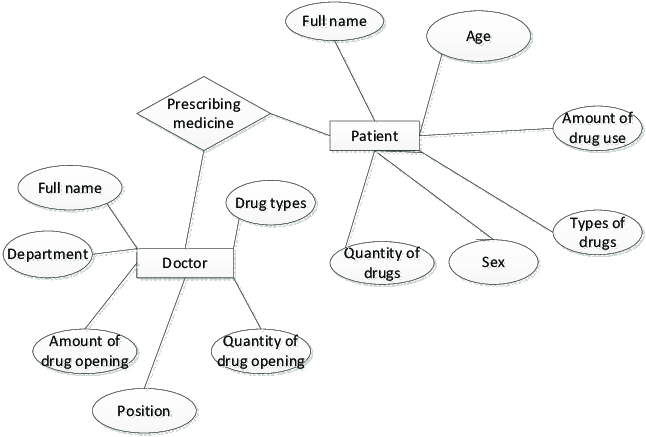 Full name
Age
Prescribing
medicine
Patient
Amount of
drug use
Full name
Drug types
Types of
drugs
Department
Doctor
Quantity of
drugs
Sex
Amount of
drug opening
Quantity of
drug opening
Position